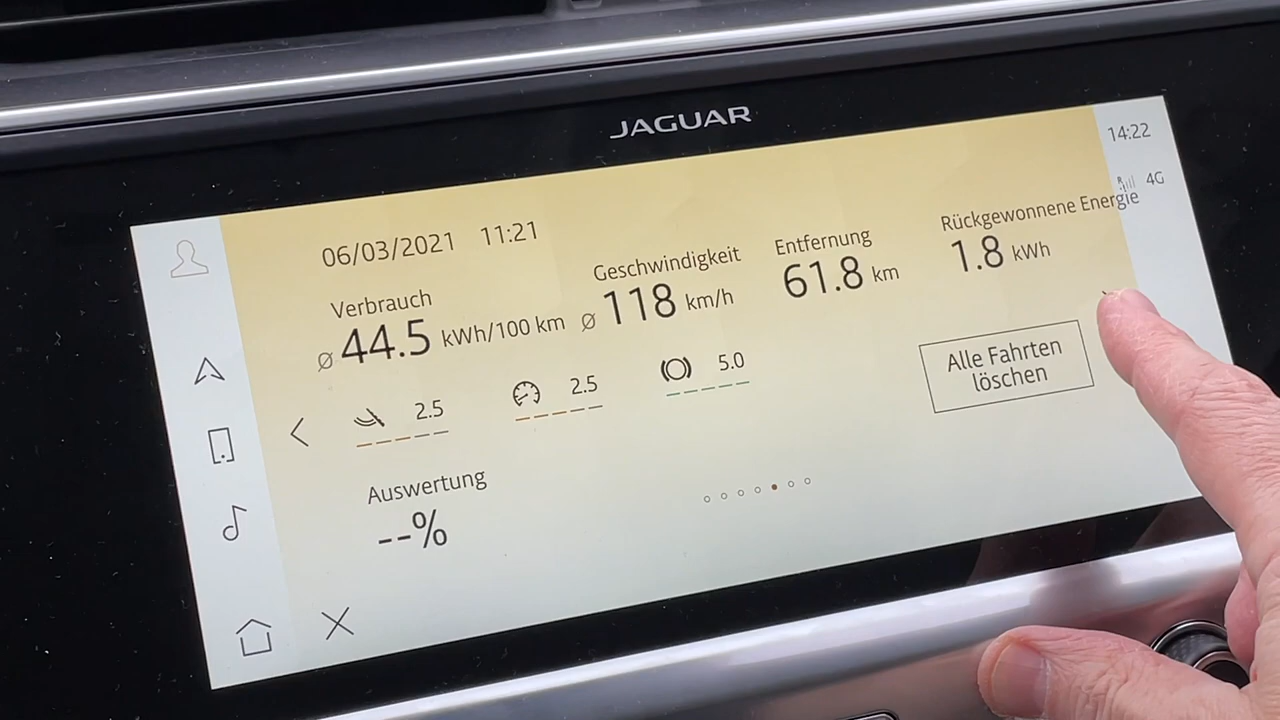 JAGUAR
14:22
4G
06/03/2021 11:21
Verbrauch
ø 44.5 kWh/100 km
Geschwindigkeit
ø 118 km/h
Entfernung
61.8 km
Rückgewonnene Energie
1.8 kWh
2.5
2.5
5.0
Alle Fahrten
löschen
Auswertung
--%